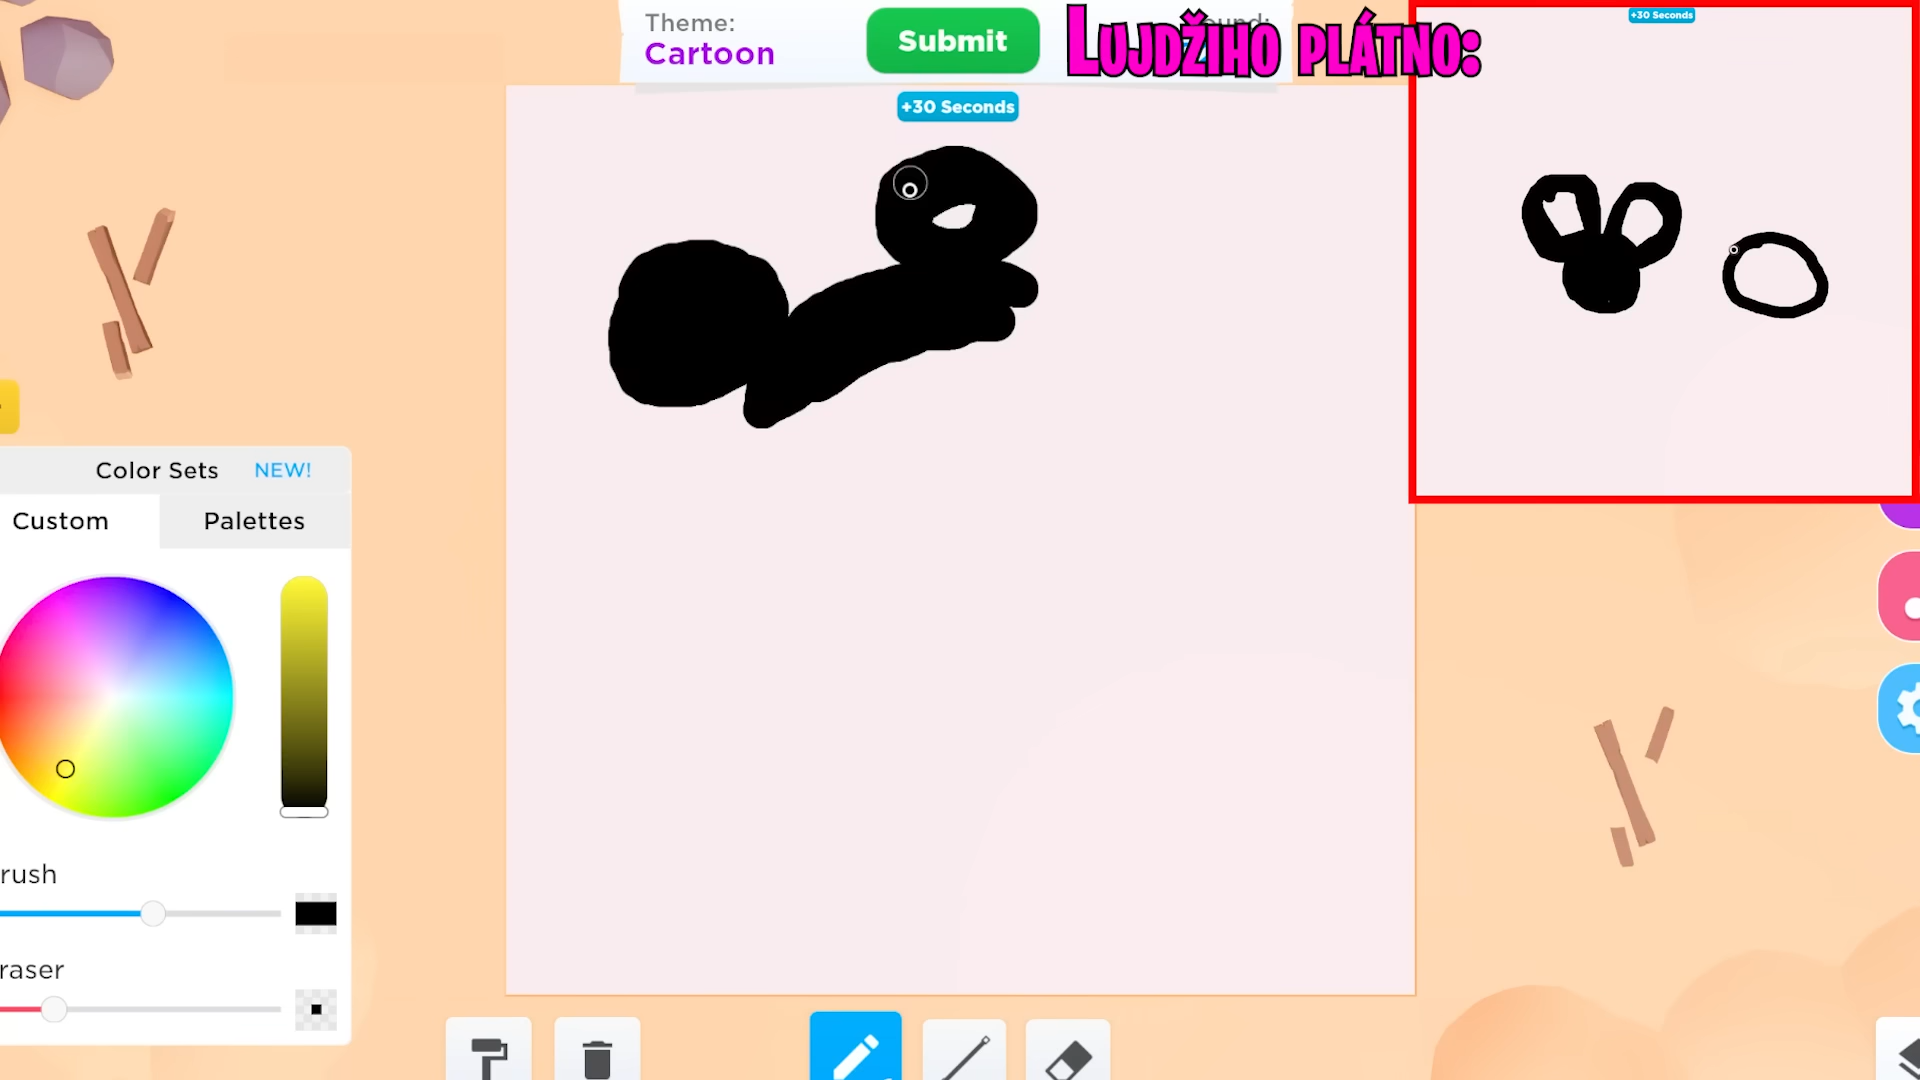 Theme:
Cartoon
Submit
LUJDŽIHO PLÁTNO:
+30 Seconds
+30 Seconds
Color Sets NEW!
Custom Palettes
rush
raser